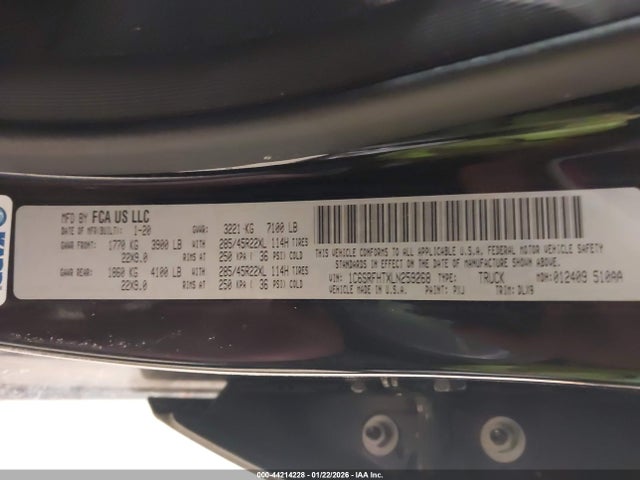 MFD BY FCA US LLC
DATE OF MFR(BUILT): 1-20 GVWR: 3221 KG 7100 LB
GAWR FRONT: 1770 KG 3900 LB WITH 285/45R22XL 114H TIRES
22X9.0 RIMS AT 250 KPA ( 36 PSI) COLD
GAWR REAR: 1860 KG 4100 LB WITH 285/45R22XL 114H TIRES
22X9.0 RIMS AT 250 KPA ( 36 PSI) COLD
THIS VEHICLE CONFORMS TO ALL APPLICABLE U.S.A. FEDERAL MOTOR VEHICLE SAFETY
STANDARDS IN EFFECT ON THE DATE OF MANUFACTURE SHOWN ABOVE.
VIN: 1C6SRFHTXLN259268 TYPE: TRUCK MDH: 012409 510AA
VEHICLE MADE IN U.S.A. PAINT: PXJ TRIM: DLX9
000-44214228 - 01/22/2026 - IAA Inc.